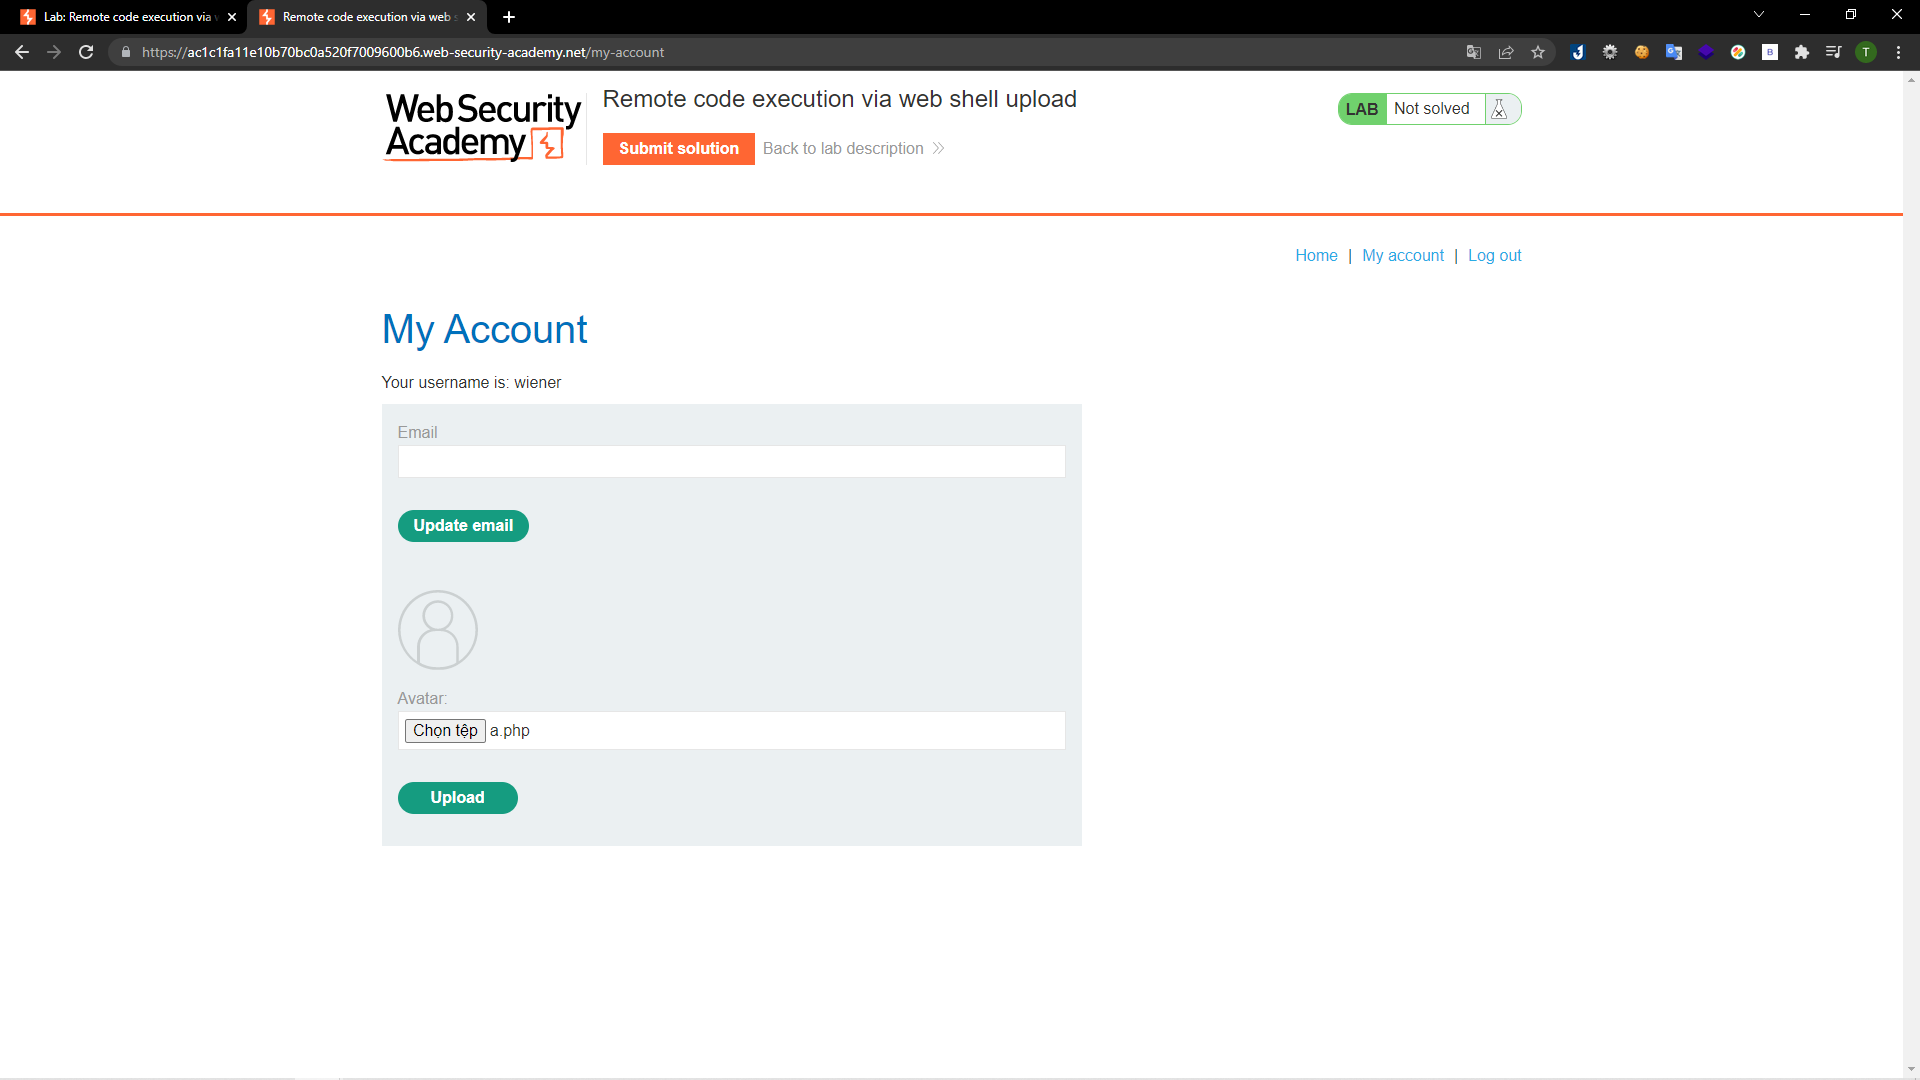 Lab: Remote code execution via
Remote code execution via web
https://ac1c1fa11e10b70bc0a520f7009600b6.web-security-academy.net/my-account
T
B
Web Security
Academy
Remote code execution via web shell upload
Submit solution
Back to lab description
LAB Not solved
Home | My account | Log out
My Account
Your username is: wiener
Email
Update email
Avatar:
Chọn tệp a.php
Upload